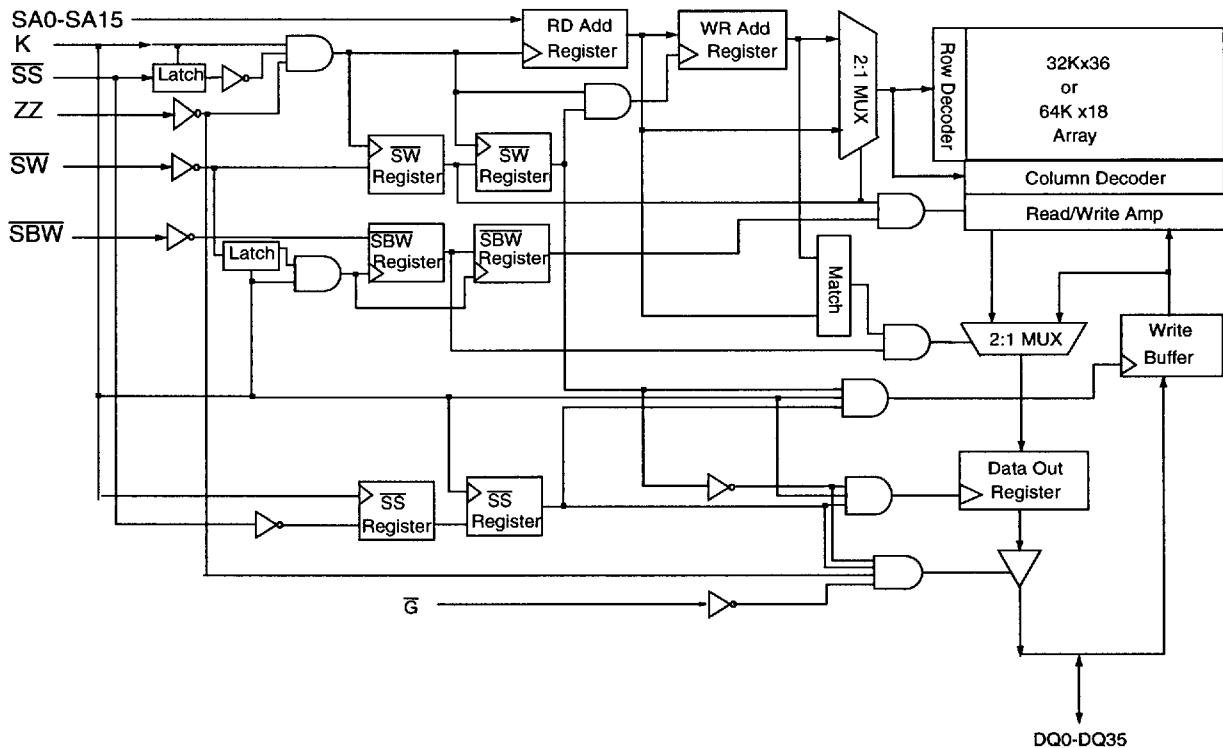 SA0-SA15
K
SS
ZZ
SW
SBW
G
Latch
Latch
RD Add
Register
WR Add
Register
2:1 MUX
Row Decoder
32Kx36
or
64K x18
Array
Column Decoder
Read/Write Amp
SW
Register
SW
Register
SBW
Register
SBW
Register
Match
2:1 MUX
Write
Buffer
SS
Register
SS
Register
Data Out
Register
DQ0-DQ35